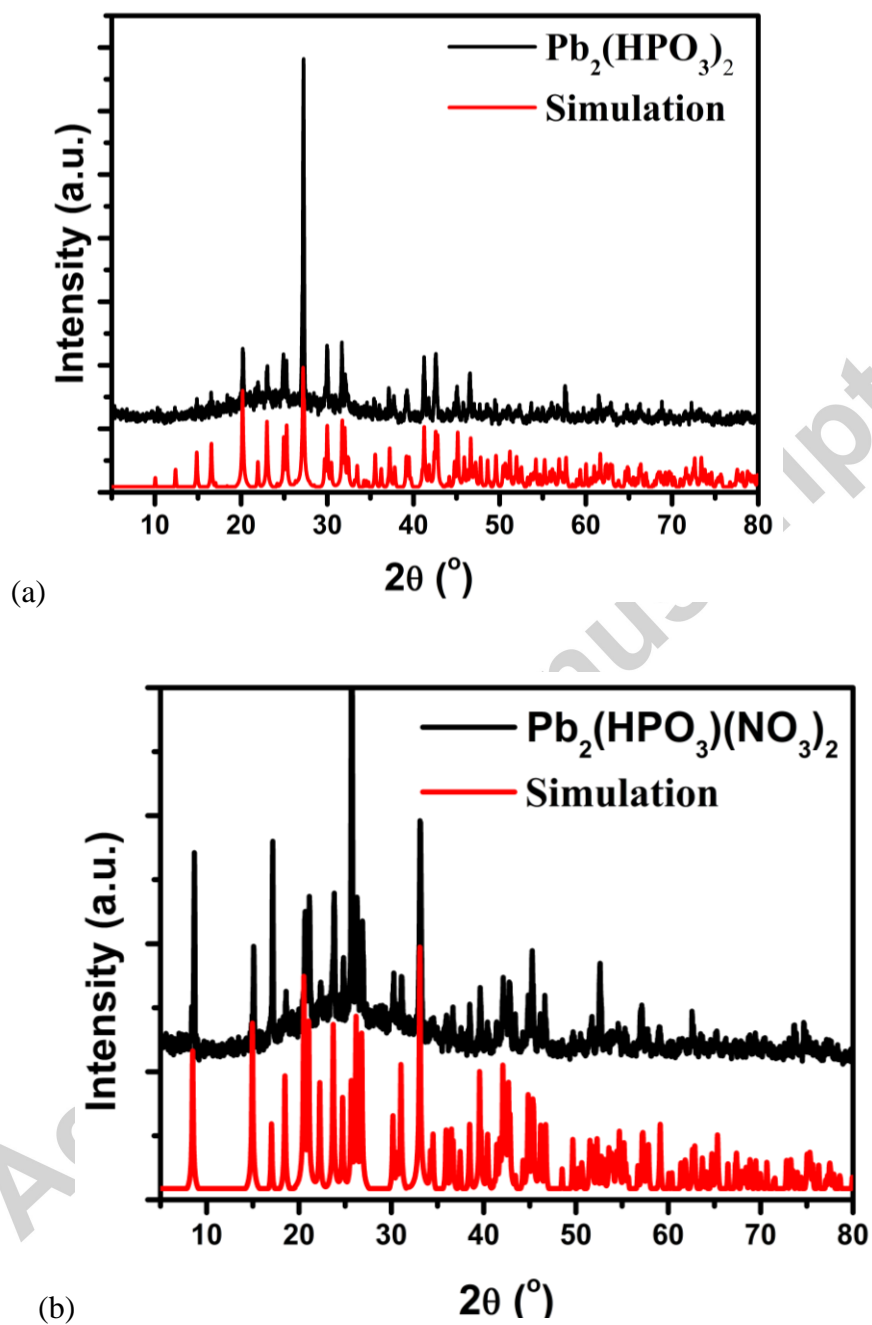 Pb₂(HPO₃)₂
Simulation
Intensity (a.u.)
10 20 30 40 50 60 70 80
2θ (°)
(a)
Pb₂(HPO₃)(NO₃)₂
Simulation
Intensity (a.u.)
10 20 30 40 50 60 70 80
2θ (°)
(b)